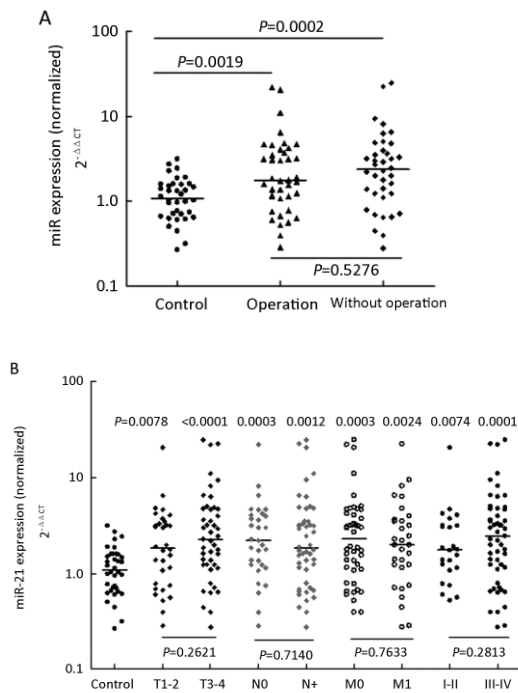 A
100
P=0.0002
P=0.0019
10
1.0
0.1
miR expression (normalized)
2-ΔΔCT
P=0.5276
Control Operation Without operation
B
100
P=0.0078 <0.0001 0.0003 0.0012 0.0003 0.0024 0.0074 0.0001
10
1.0
0.1
miR-21 expression (normalized)
2-ΔΔCT
P=0.2621 P=0.7140 P=0.7633 P=0.2813
Control T1-2 T3-4 N0 N+ M0 M1 I-II III-IV